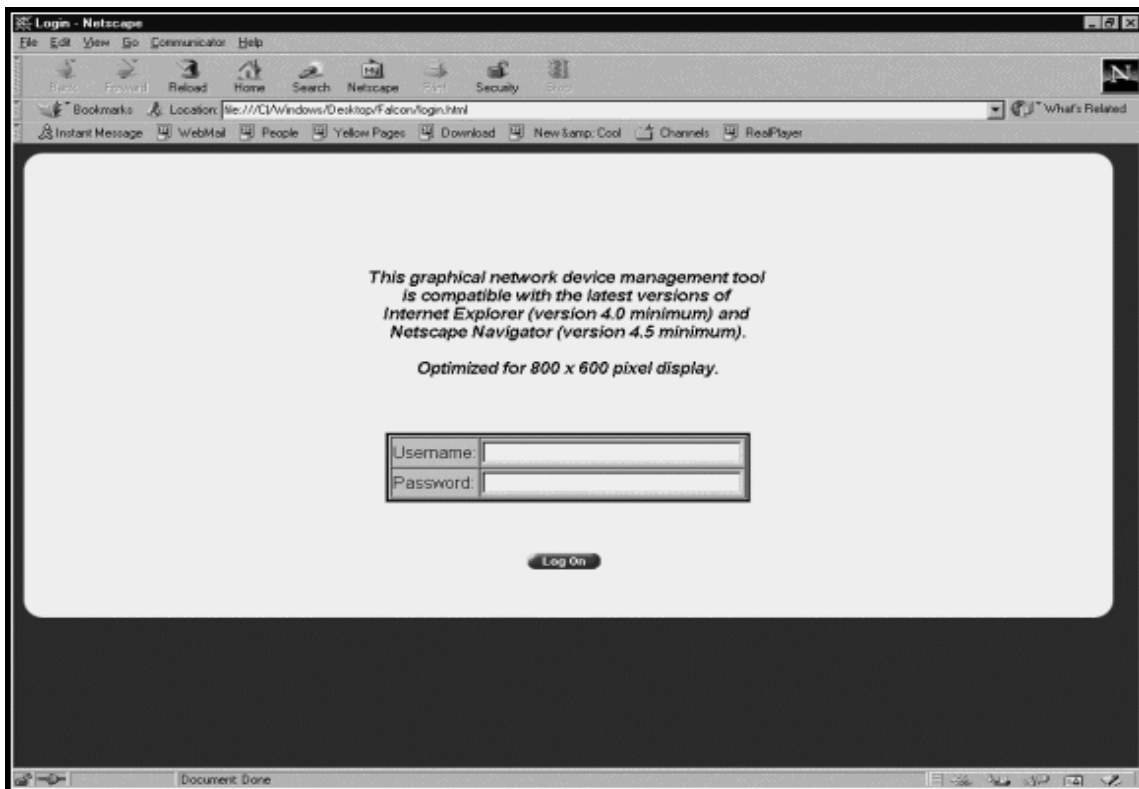 Login - Netscape
File Edit View Go Communicator Help
Back Forward Reload Home Search Netscape Print Security Stop
Bookmarks Location: file:///C|/Windows/Desktop/Falcon/login.html What's Related
Instant Message WebMail People Yellow Pages Download New &amp; Cool Channels RealPlayer
This graphical network device management tool
is compatible with the latest versions of
Internet Explorer (version 4.0 minimum) and
Netscape Navigator (version 4.5 minimum).
Optimized for 800 x 600 pixel display.
Username:
Password:
Log On
Document: Done